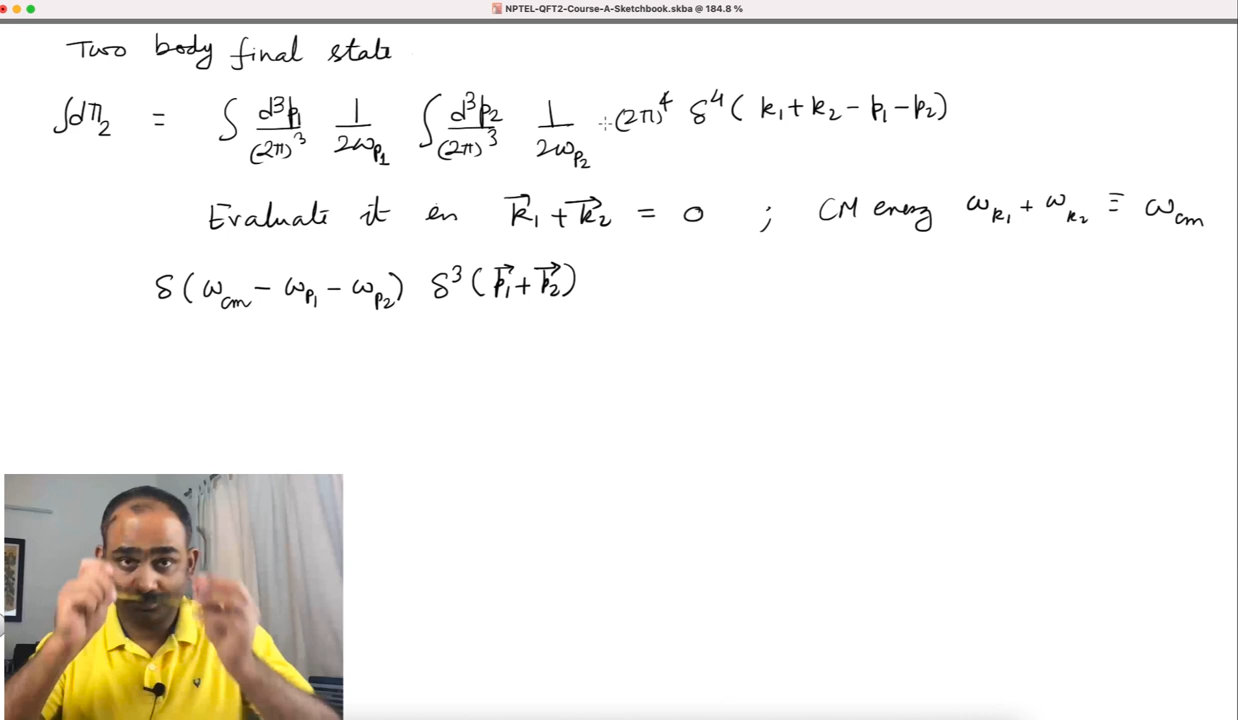 NPTEL-QFT2-Course-A-Sketchbook.skba @ 184.8 %
Two body final state
∫dΠ₂ = ∫ d³p₁/(2π)³ 1/2ω_p₁ ∫ d³p₂/(2π)³ 1/2ω_p₂ (2π)⁴ δ⁴(k₁+k₂−p₁−p₂)
Evaluate it in k⃗₁+k⃗₂ = 0 ; CM energy ω_k₁ + ω_k₂ ≡ ω_cm
δ(ω_cm − ω_p₁ − ω_p₂) δ³(p⃗₁+p⃗₂)